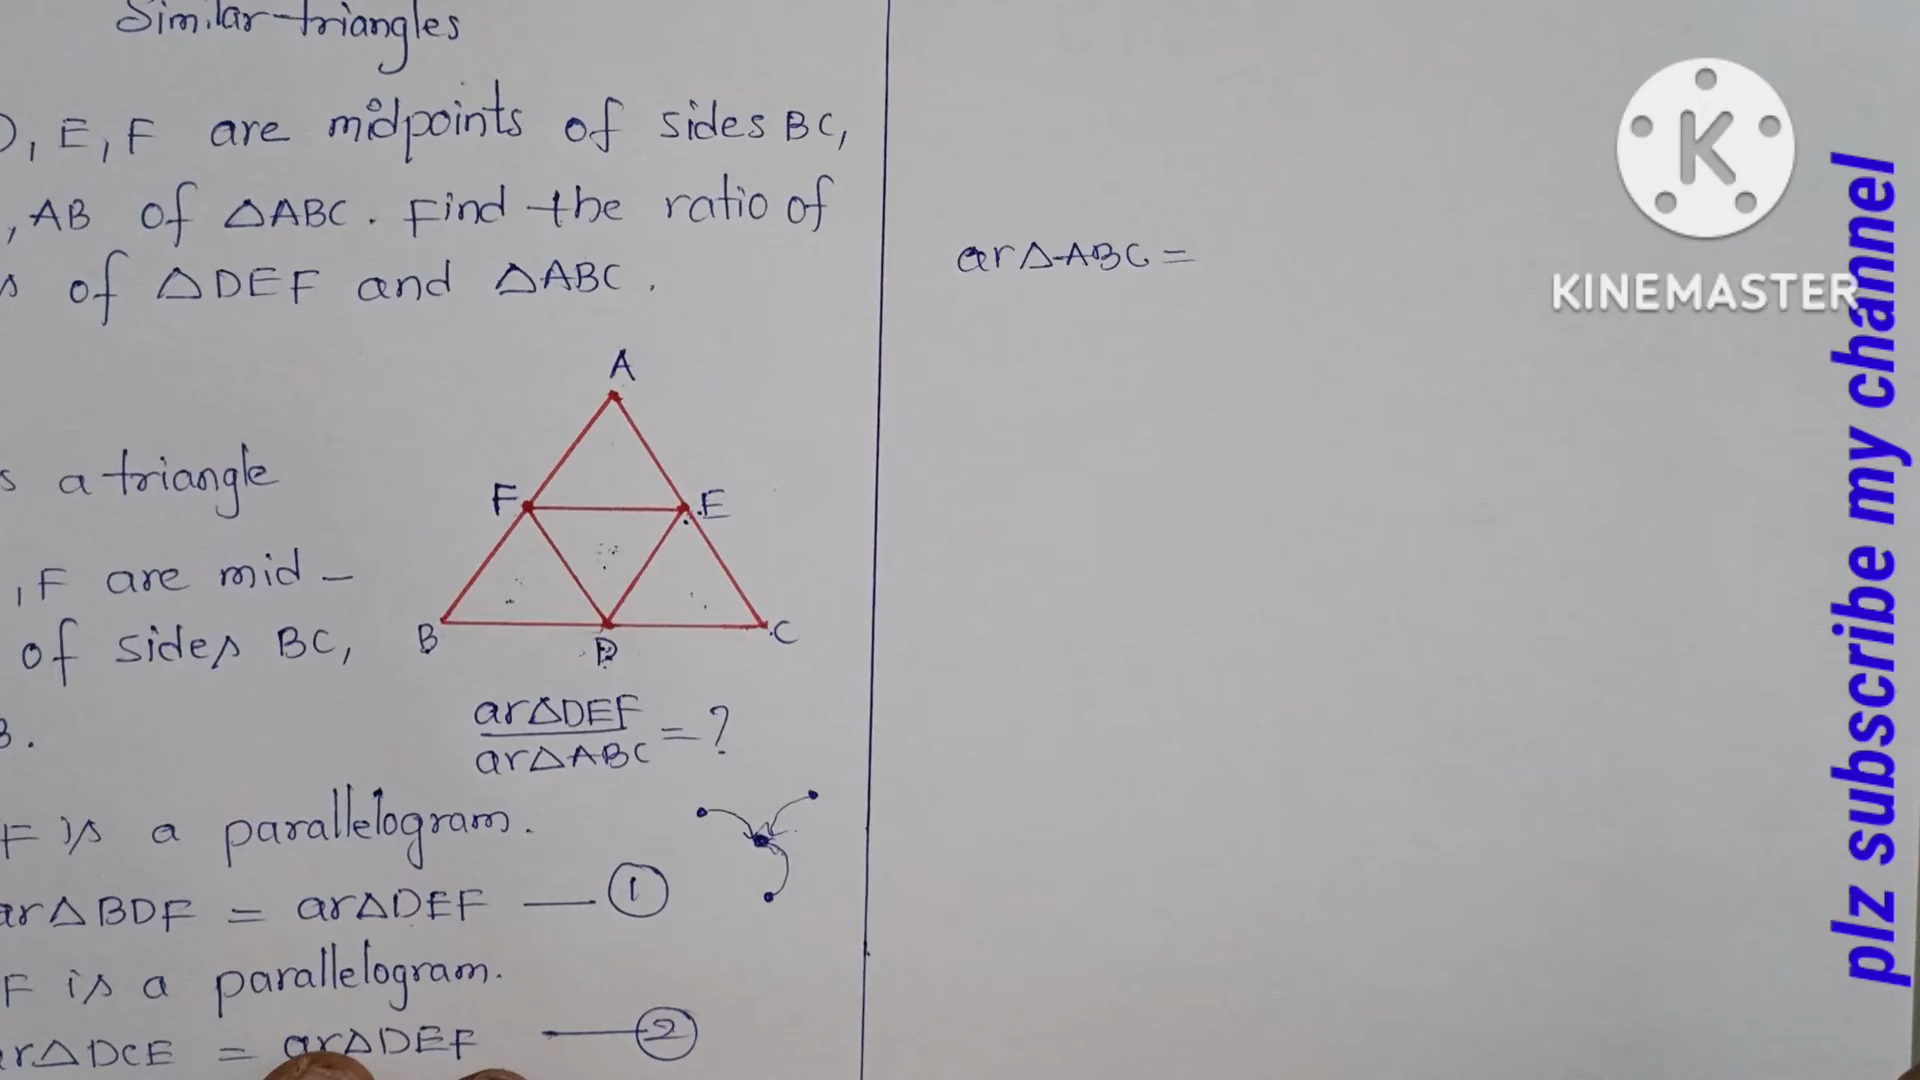 Similar triangles
D, E, F are midpoints of sides BC,
, AB of △ABC. Find the ratio of
of △DEF and △ABC.
A
F
E
B
D
C
s a triangle
, F are mid-
of sides BC,
B.
ar△DEF
ar△ABC
= ?
F is a parallelogram.
ar△BDF = ar△DEF — ①
F is a parallelogram.
ar△DCE = ar△DEF — ②
ar△ABC =
K
KINEMASTER
plz subscribe my channel